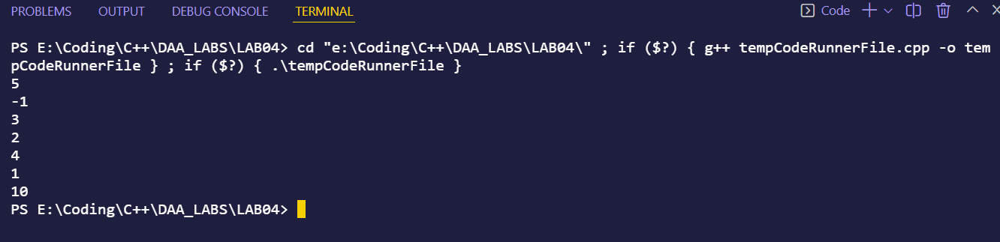 PROBLEMS OUTPUT DEBUG CONSOLE TERMINAL Code
PS E:\Coding\C++\DAA_LABS\LAB04> cd "e:\Coding\C++\DAA_LABS\LAB04\" ; if ($?) { g++ tempCodeRunnerFile.cpp -o tem
pCodeRunnerFile } ; if ($?) { .\tempCodeRunnerFile }
5
-1
3
2
4
1
10
PS E:\Coding\C++\DAA_LABS\LAB04>